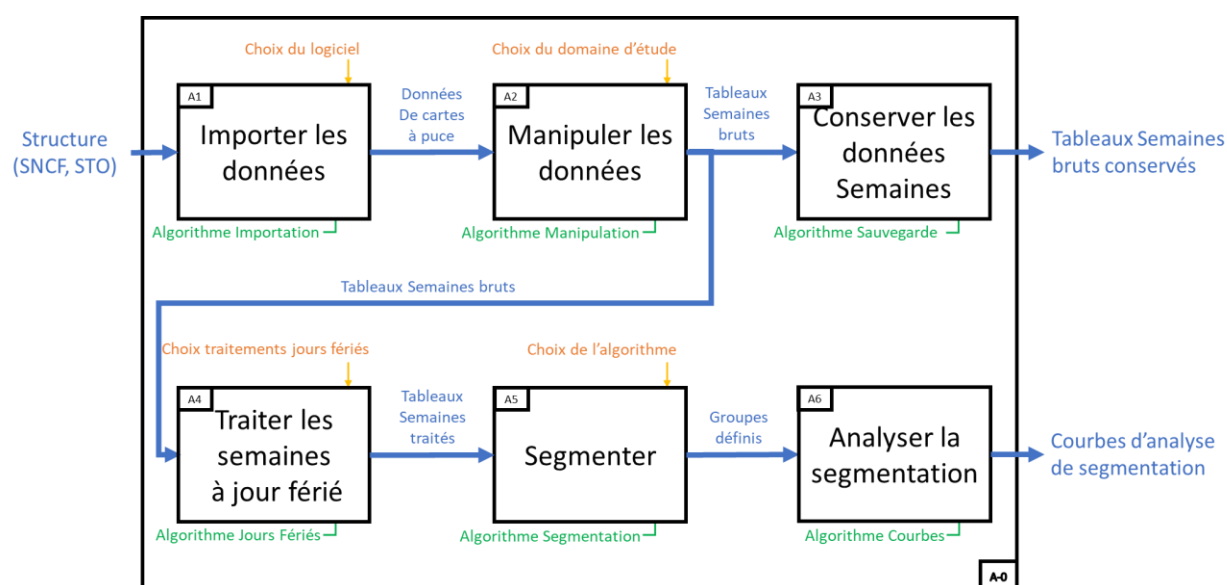 Choix du logiciel
Choix du domaine d’étude
A1
Importer les
données
Données
De cartes
à puce
A2
Manipuler les
données
Tableaux
Semaines
bruts
A3
Conserver les
données
Semaines
Structure
(SNCF, STO)
Tableaux Semaines
bruts conservés
Algorithme Importation
Algorithme Manipulation
Algorithme Sauvegarde
Tableaux Semaines bruts
Choix traitements jours fériés
Choix de l’algorithme
A4
Traiter les
semaines
à jour férié
Tableaux
Semaines
traités
A5
Segmenter
Groupes
définis
A6
Analyser la
segmentation
Courbes d’analyse
de segmentation
Algorithme Jours Fériés
Algorithme Segmentation
Algorithme Courbes
A-0